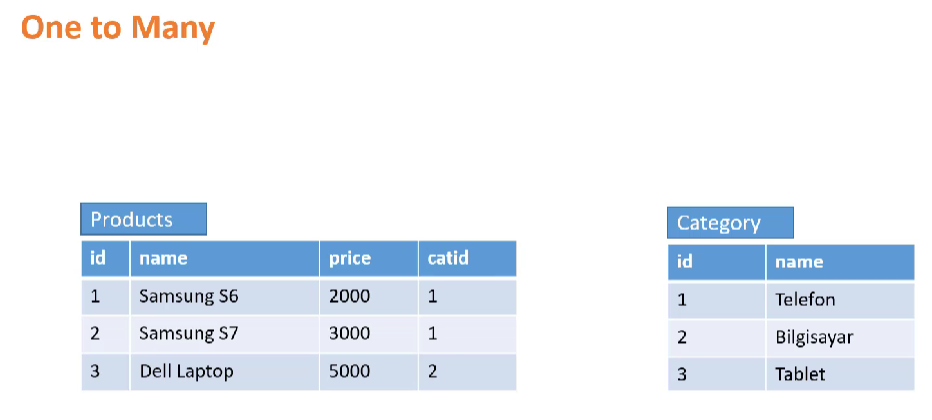 One to Many
Products
id name price catid
1 Samsung S6 2000 1
2 Samsung S7 3000 1
3 Dell Laptop 5000 2
Category
id name
1 Telefon
2 Bilgisayar
3 Tablet